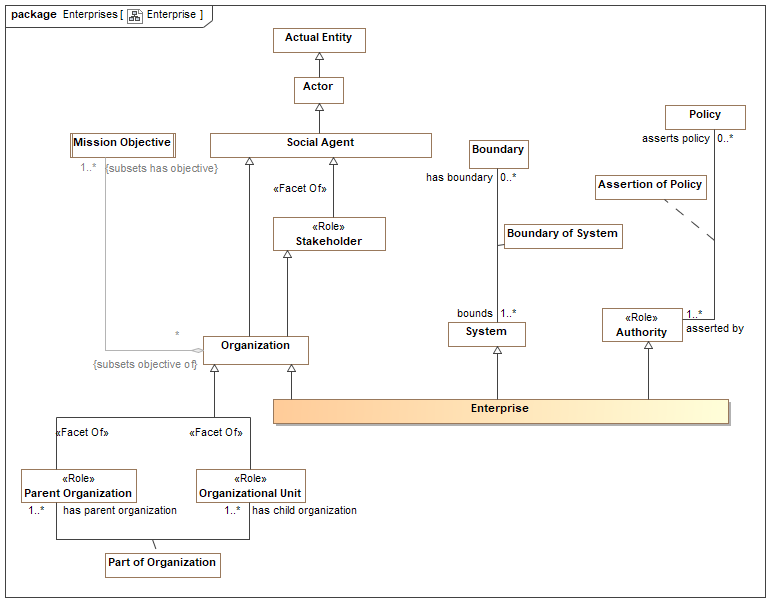 package Enterprises [ Enterprise ]
Actual Entity
Actor
Policy
asserts policy 0..*
Mission Objective
Social Agent
Boundary
1..* {subsets has objective}
has boundary 0..*
«Facet Of»
Assertion of Policy
«Role»
Stakeholder
Boundary of System
bounds 1..*
«Role»
1..*
Authority
asserted by
*
System
Organization
{subsets objective of}
Enterprise
«Facet Of» «Facet Of»
«Role»
Parent Organization
«Role»
Organizational Unit
1..* has parent organization
1..* has child organization
Part of Organization